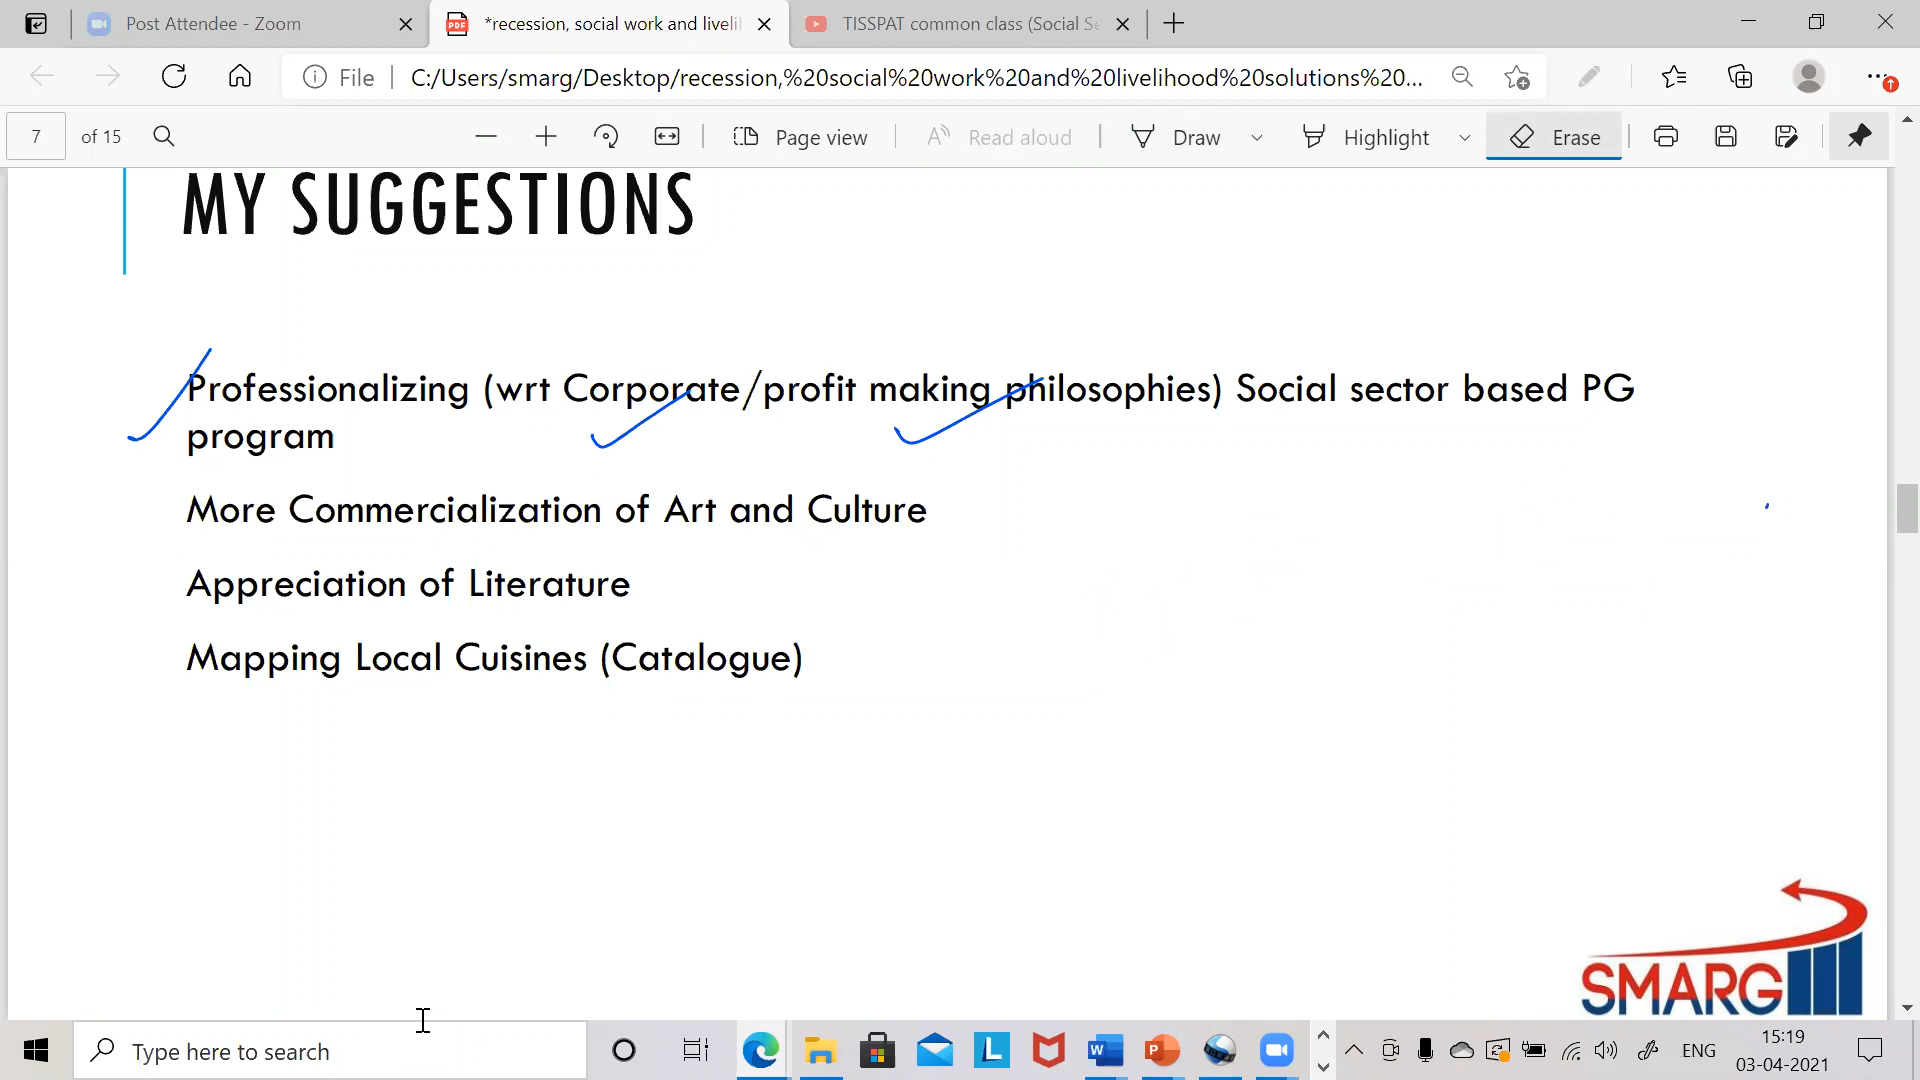 Post Attendee - Zoom
*recession, social work and liveli
TISSPAT common class (Social Se
File
C:/Users/smarg/Desktop/recession,%20social%20work%20and%20livelihood%20solutions%20...
7 of 15
Page view
Read aloud
Draw
Highlight
Erase
MY SUGGESTIONS
Professionalizing (wrt Corporate/profit making philosophies) Social sector based PG
program
More Commercialization of Art and Culture
Appreciation of Literature
Mapping Local Cuisines (Catalogue)
SMARG
Type here to search
ENG
15:19
03-04-2021